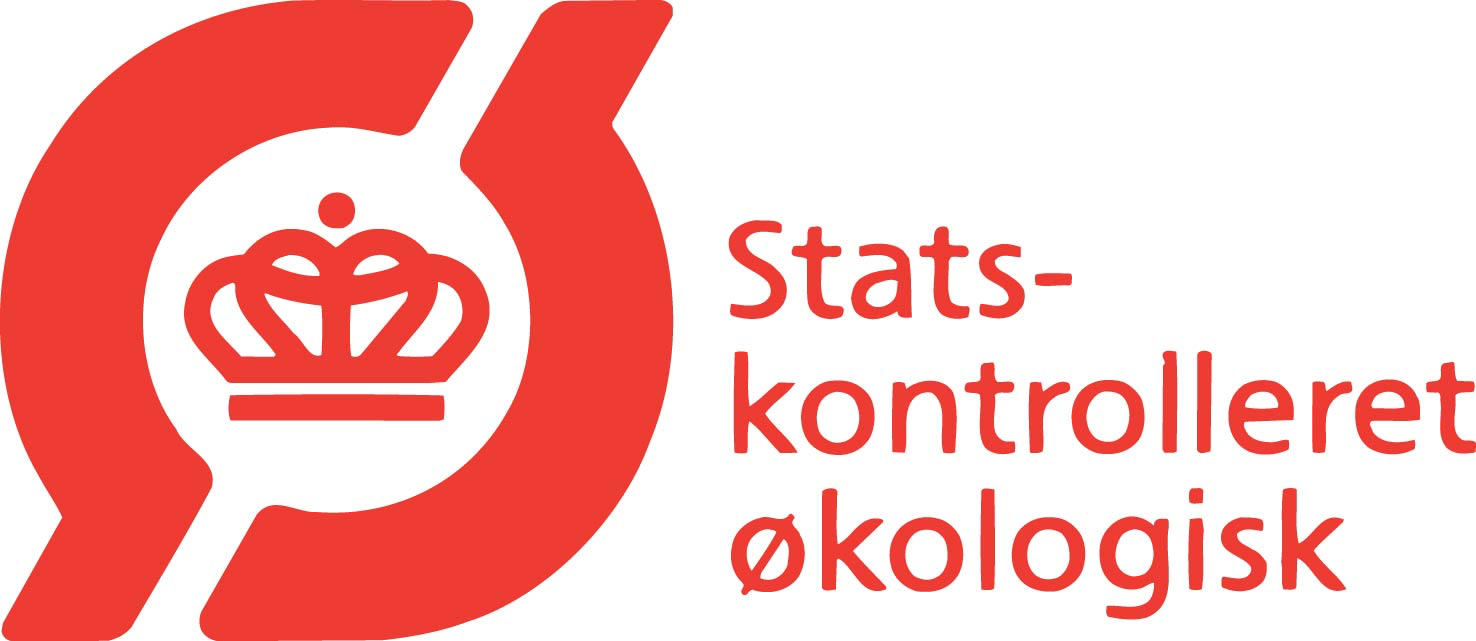 Stats-
kontrolleret
økologisk